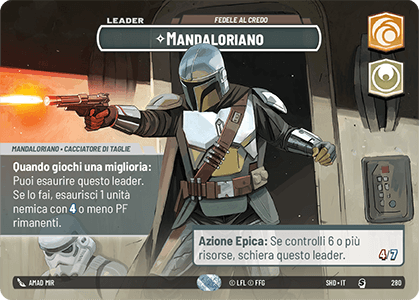 LEADER
FEDELE AL CREDO
MANDALORIANO
MANDALORIANO • CACCIATORE DI TAGLIE
Quando giochi una miglioria:
Puoi esaurire questo leader.
Se lo fai, esaurisci 1 unità
nemica con 4 o meno PF
rimanenti.
Azione Epica: Se controlli 6 o più
risorse, schiera questo leader.
4/7
AMAD MIR
© LFL © FFG
SHD • IT
280